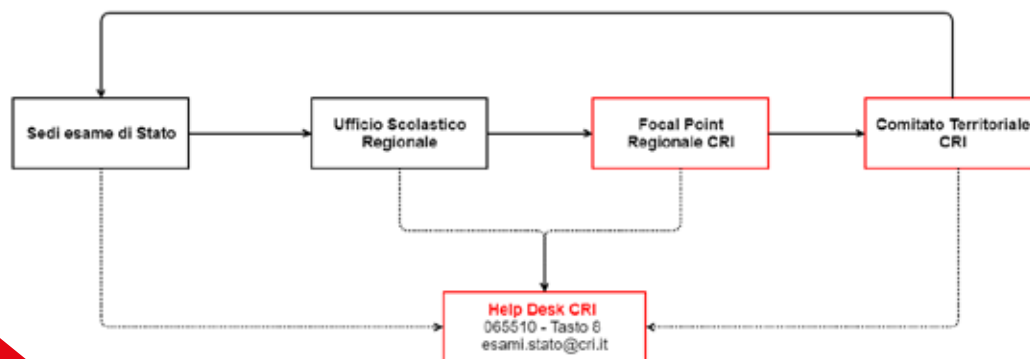 Sedi esame di Stato
Ufficio Scolastico
Regionale
Focal Point
Regionale CRI
Comitato Territoriale
CRI
Help Desk CRI
065510 - Tasto 8
esami.stato@cri.it